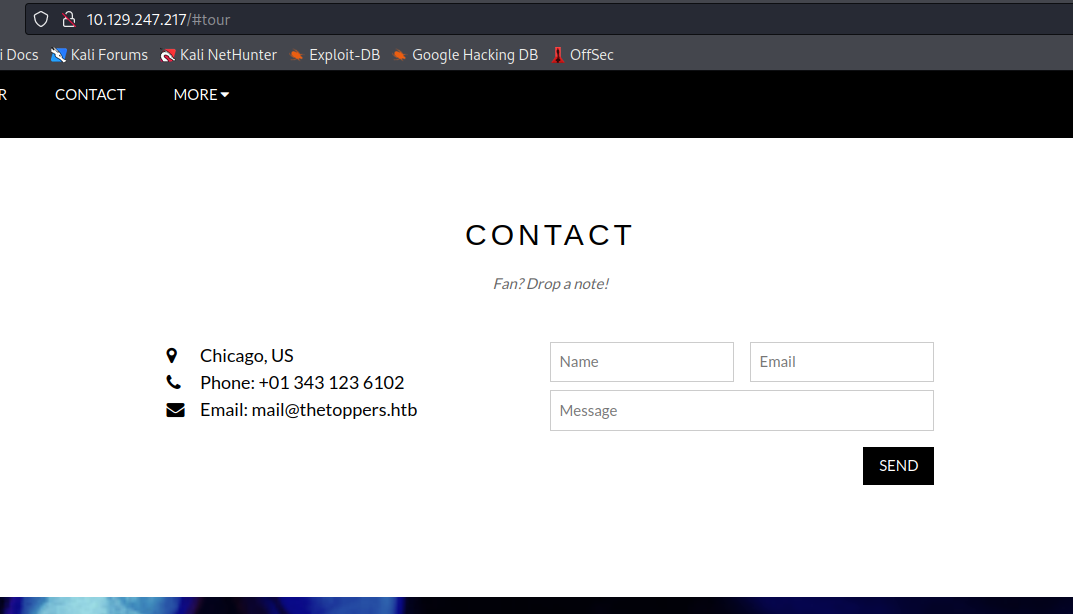 10.129.247.217/#tour
i Docs Kali Forums Kali NetHunter Exploit-DB Google Hacking DB OffSec
R CONTACT MORE
CONTACT
Fan? Drop a note!
Chicago, US
Phone: +01 343 123 6102
Email: mail@thetoppers.htb
Name Email
Message
SEND